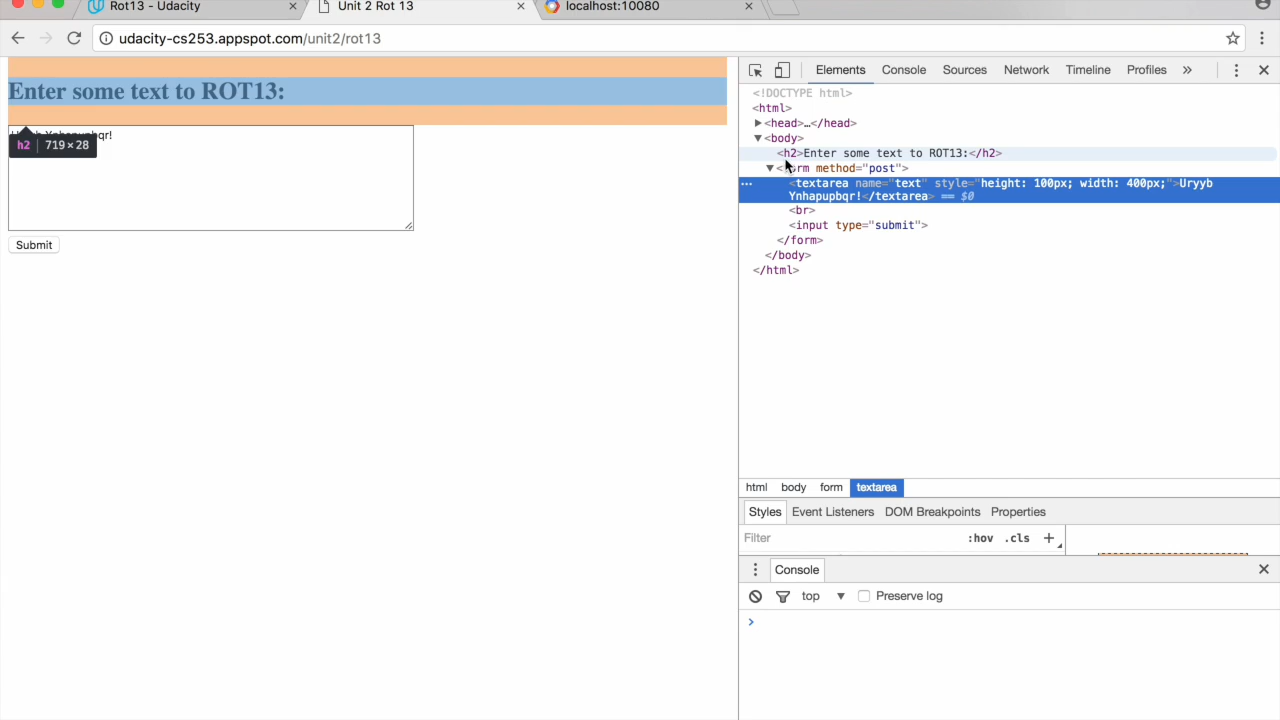 Rot13 - Udacity × Unit 2 Rot 13 × localhost:10080 ×
udacity-cs253.appspot.com/unit2/rot13
Enter some text to ROT13:
h2 719 × 28
Submit
Elements Console Sources Network Timeline Profiles »
<!DOCTYPE html>
<html>
<head>…</head>
<body>
<h2>Enter some text to ROT13:</h2>
method="post">
<textarea name="text" style="height: 100px; width: 400px;">Uryyb
Ynhapupbqr!</textarea> == $0
<br>
<input type="submit">
</form>
</body>
</html>
html body form textarea
Styles Event Listeners DOM Breakpoints Properties
Filter :hov .cls +
Console
top Preserve log
>